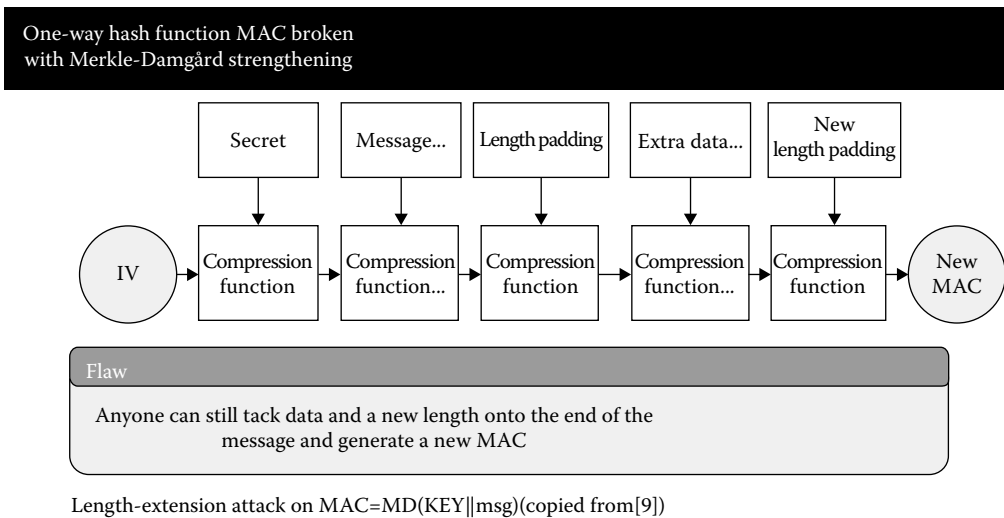 One-way hash function MAC broken
with Merkle-Damgård strengthening
Secret
Message...
Length padding
Extra data...
New
length padding
IV
Compression
function
Compression
function...
Compression
function
Compression
function...
Compression
function
New
MAC
Flaw
Anyone can still tack data and a new length onto the end of the
message and generate a new MAC
Length-extension attack on MAC=MD(KEY||msg)(copied from[9])